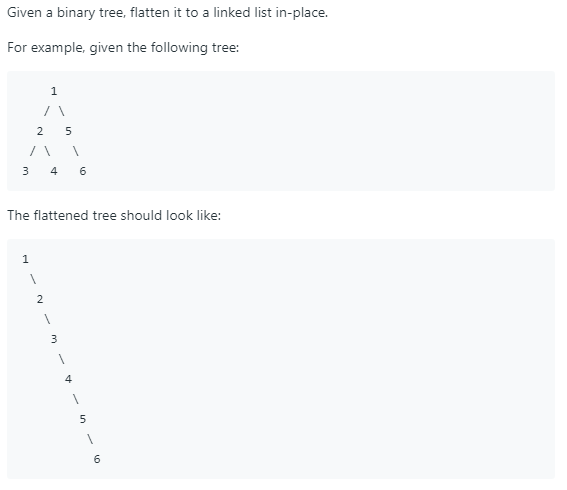 Given a binary tree, flatten it to a linked list in-place.
For example, given the following tree:
    1
   / \
  2   5
 / \   \
3   4   6
The flattened tree should look like:
1
 \
  2
   \
    3
     \
      4
       \
        5
         \
          6